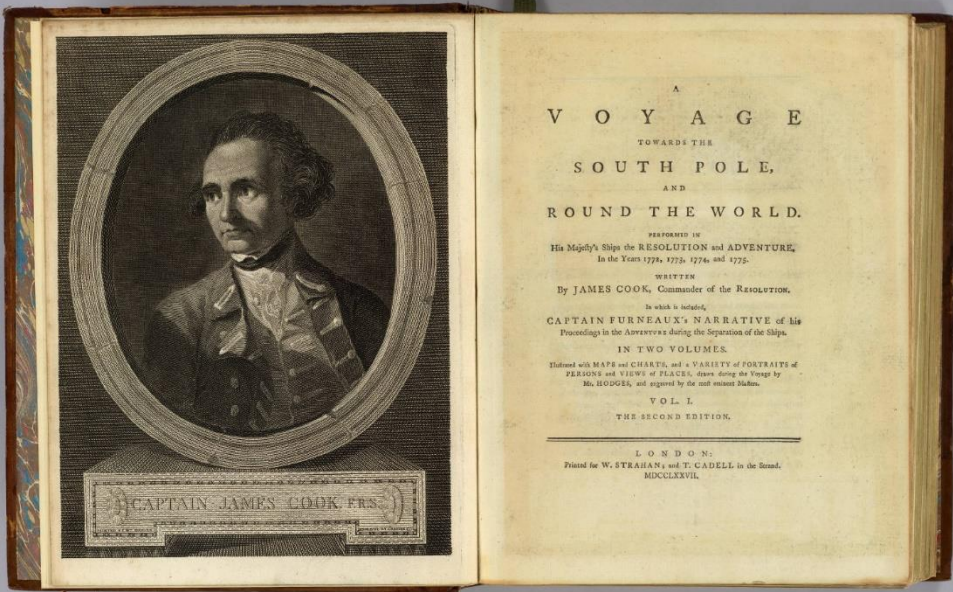 CAPTAIN JAMES COOK, F.R.S.
A
VOYAGE
TOWARDS THE
SOUTH POLE,
AND
ROUND THE WORLD.
PERFORMED IN
His Majesty's Ships the RESOLUTION and ADVENTURE,
In the Years 1772, 1773, 1774, and 1775.
WRITTEN
By JAMES COOK, Commander of the RESOLUTION.
In which is included,
CAPTAIN FURNEAUX's NARRATIVE of his
Proceedings in the ADVENTURE during the Separation of the Ships.
IN TWO VOLUMES.
Illustrated with MAPS and CHARTS, and a VARIETY of PORTRAITS of
PERSONS and VIEWS of PLACES, drawn during the Voyage by
Mr. HODGES, and engraved by the most eminent Masters.
VOL. I.
THE SECOND EDITION.
LONDON:
Printed for W. STRAHAN; and T. CADELL in the Strand.
MDCCLXXVII.